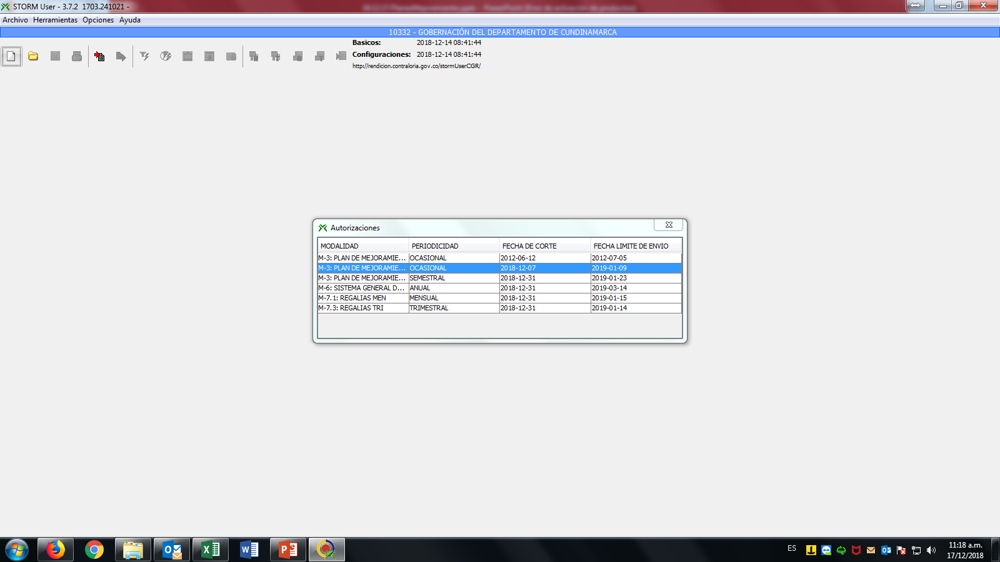 STORM User - 3.7.2  1703.241021 -
Archivo Herramientas Opciones Ayuda
10332 - GOBERNACIÓN DEL DEPARTAMENTO DE CUNDINAMARCA
Basicos: 2018-12-14 08:41:44
Configuraciones: 2018-12-14 08:41:44
http://rendicion.contraloria.gov.co/stormUserCGR/
Autorizaciones
MODALIDAD PERIODICIDAD FECHA DE CORTE FECHA LIMITE DE ENVIO
M-3: PLAN DE MEJORAMIE... OCASIONAL 2012-06-12 2012-07-05
M-3: PLAN DE MEJORAMIE... OCASIONAL 2018-12-07 2019-01-09
M-3: PLAN DE MEJORAMIE... SEMESTRAL 2018-12-31 2019-01-23
M-6: SISTEMA GENERAL D... ANUAL 2018-12-31 2019-03-14
M-7.1: REGALIAS MEN MENSUAL 2018-12-31 2019-01-15
M-7.3: REGALIAS TRI TRIMESTRAL 2018-12-31 2019-01-14
ES
11:18 a.m.
17/12/2018